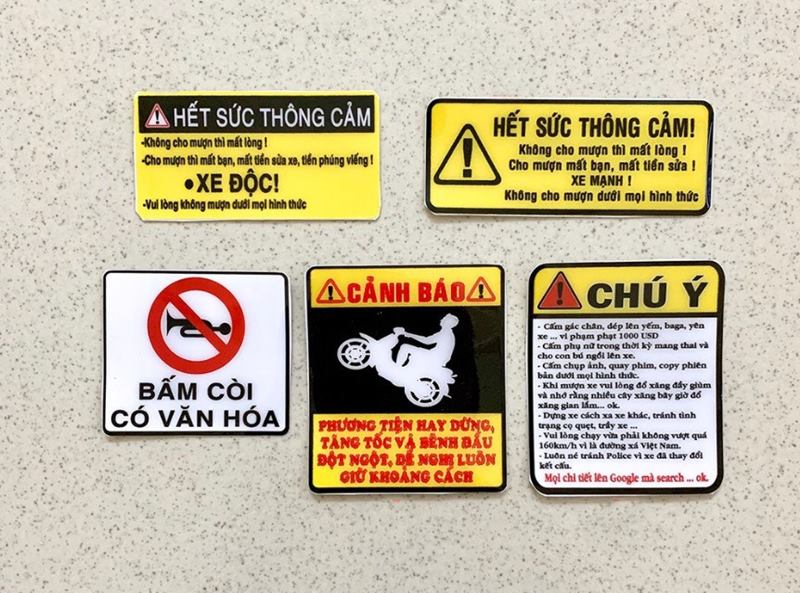 HẾT SỨC THÔNG CẢM
-Không cho mượn thì mất lòng !
-Cho mượn thì mất bạn, mất tiền sửa xe, tiền phúng viếng !
•XE ĐỘC!
-Vui lòng không mượn dưới mọi hình thức
HẾT SỨC THÔNG CẢM!
Không cho mượn thì mất lòng !
Cho mượn mất bạn, mất tiền sửa !
XE MẠNH !
Không cho mượn dưới mọi hình thức
BẤM CÒI
CÓ VĂN HÓA
CẢNH BÁO
PHƯƠNG TIỆN HAY DỪNG,
TĂNG TỐC VÀ BÊNH ĐẦU
ĐỘT NGỘT, ĐỀ NGHỊ LUÔN
GIỮ KHOẢNG CÁCH
CHÚ Ý
- Cấm gác chân, dép lên yếm, baga, yên
xe ... vi phạm phạt 1000 USD
- Cấm phụ nữ trong thời kỳ mang thai và
cho con bú ngồi lên xe.
- Cấm chụp ảnh, quay phim, copy phiên
bản dưới mọi hình thức.
- Khi mượn xe vui lòng đổ xăng đầy giùm
và nhớ rằng nhiều cây xăng bây giờ đổ
xăng gian lắm... ok.
- Dựng xe cách xa xe khác, tránh tình
trạng cọ quẹt, trầy xe ...
- Vui lòng chạy vừa phải không vượt quá
160km/h vì là đường xá Việt Nam.
- Luôn né tránh Police vì xe đã thay đổi
kết cấu.
Mọi chi tiết lên Google mà search ... ok.